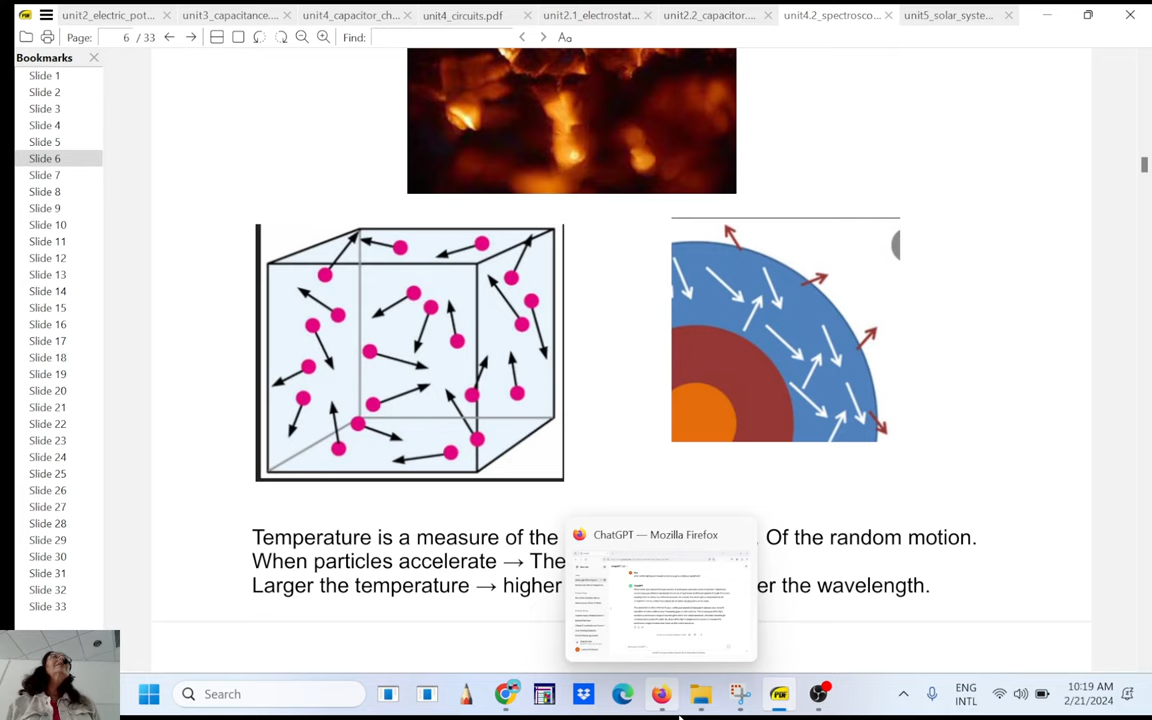 unit2_electric_pot...
unit3_capacitance....
unit4_capacitor_ch...
unit4_circuits.pdf
unit2.1_electrostat...
unit2.2_capacitor....
unit4.2_spectrosco...
unit5_solar_syste...
Page: 6 / 33
Find:
Bookmarks
Slide 1
Slide 2
Slide 3
Slide 4
Slide 5
Slide 6
Slide 7
Slide 8
Slide 9
Slide 10
Slide 11
Slide 12
Slide 13
Slide 14
Slide 15
Slide 16
Slide 17
Slide 18
Slide 19
Slide 20
Slide 21
Slide 22
Slide 23
Slide 24
Slide 25
Slide 26
Slide 27
Slide 28
Slide 29
Slide 30
Slide 31
Slide 32
Slide 33
ChatGPT — Mozilla Firefox
Temperature is a measure of the . Of the random motion.
When particles accelerate → The
Larger the temperature → higher er the wavelength.
Search
PDF
ENG
INTL
10:19 AM
2/21/2024